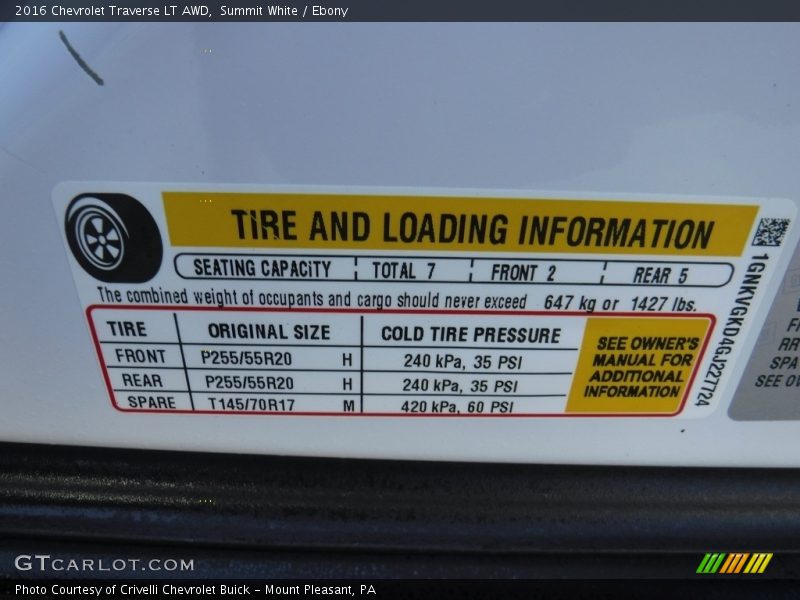 2016 Chevrolet Traverse LT AWD, Summit White / Ebony
TIRE AND LOADING INFORMATION
SEATING CAPACITY TOTAL 7 FRONT 2 REAR 5
The combined weight of occupants and cargo should never exceed 647 kg or 1427 lbs.
TIRE ORIGINAL SIZE COLD TIRE PRESSURE
FRONT P255/55R20 H 240 kPa, 35 PSI
REAR P255/55R20 H 240 kPa, 35 PSI
SPARE T145/70R17 M 420 kPa, 60 PSI
SEE OWNER'S
MANUAL FOR
ADDITIONAL
INFORMATION
1GNKVGKD4GJ227724
SPA
SEE OW
GTCARLOT.COM
Photo Courtesy of Crivelli Chevrolet Buick - Mount Pleasant, PA